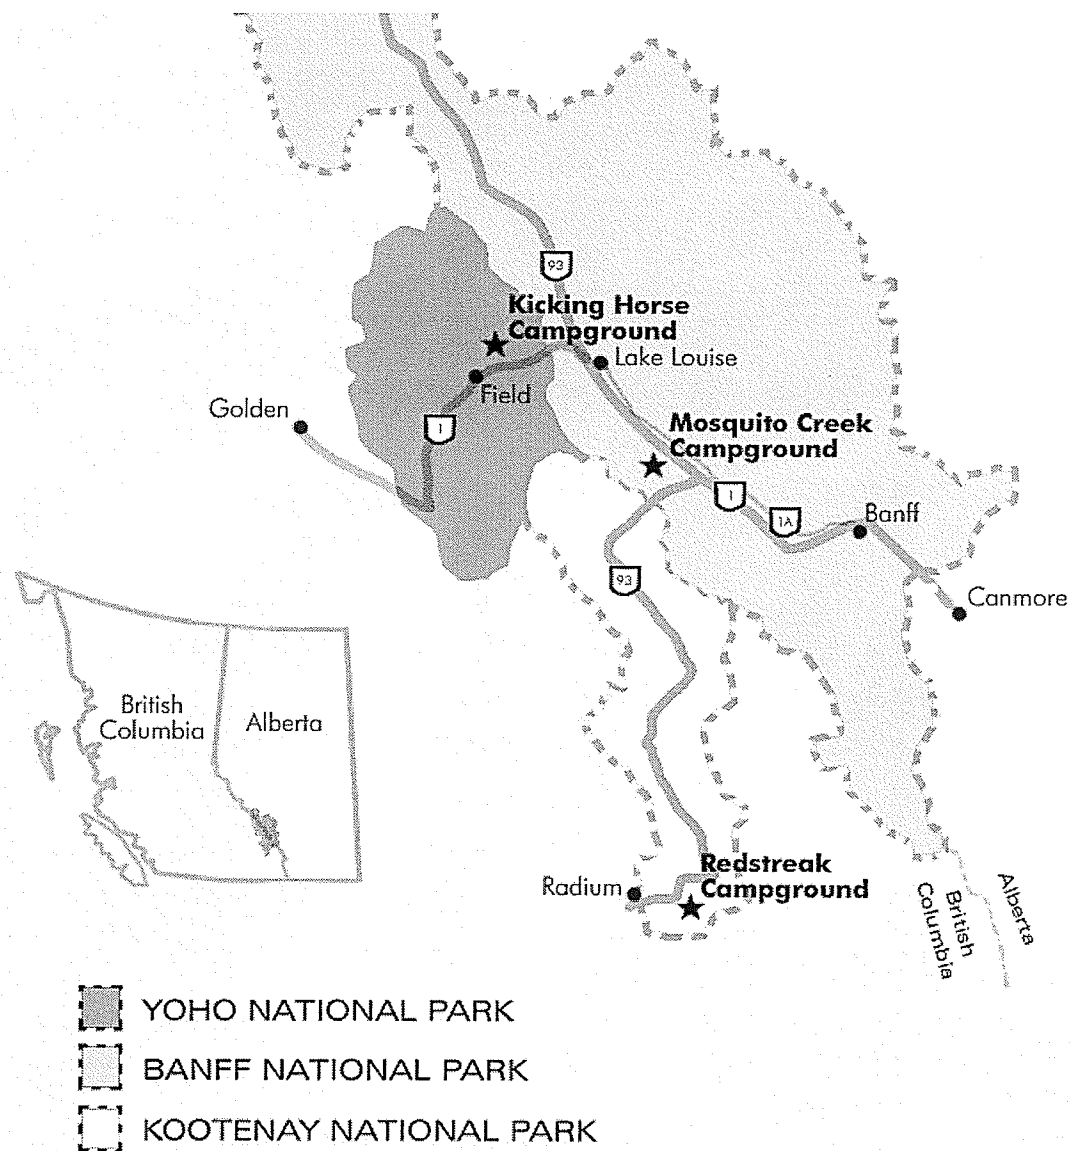 93
Kicking Horse
Campground
Lake Louise
Field
Golden
1
Mosquito Creek
Campground
1
1A
Banff
93
Canmore
British
Columbia
Alberta
Redstreak
Campground
Radium
Alberta
British
Columbia
YOHO NATIONAL PARK
BANFF NATIONAL PARK
KOOTENAY NATIONAL PARK